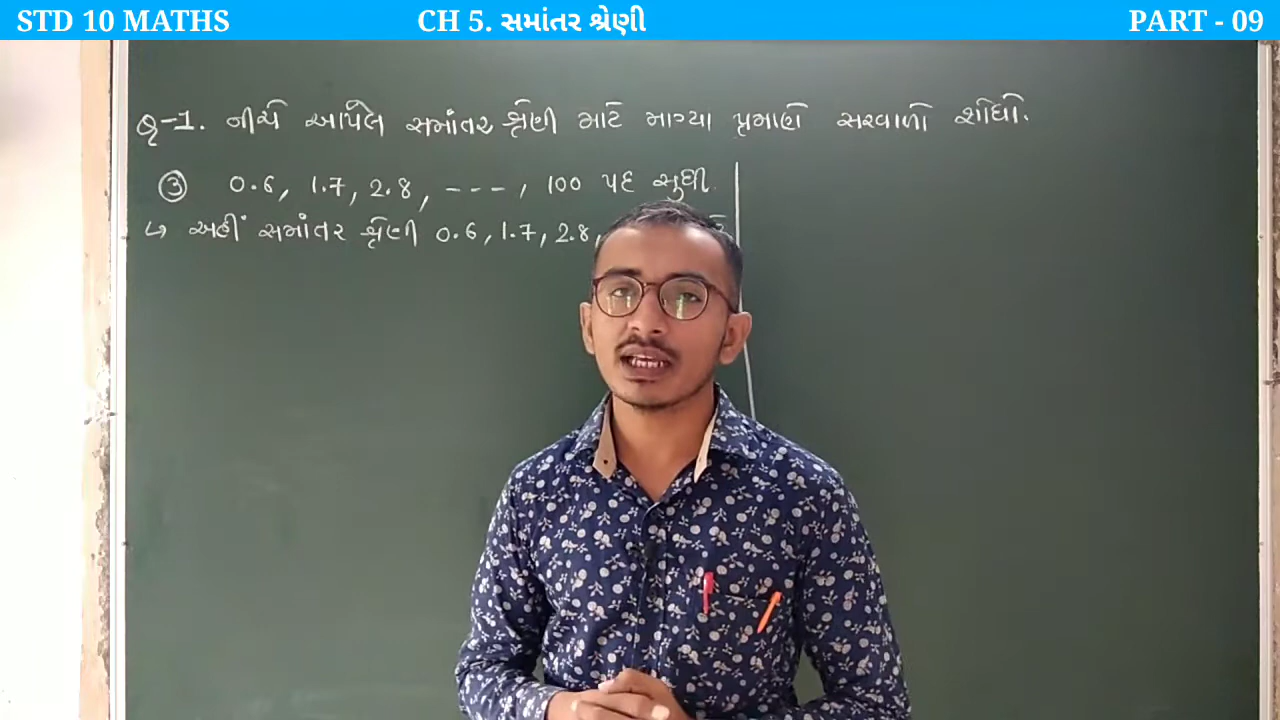 STD 10 MATHS CH 5. સમાંતર શ્રેણી PART - 09
પ્ર-1. નીચે આપેલ સમાંતર શ્રેણી માટે માગ્યા પ્રમાણે સરવાળો શોધો.
③ 0.6, 1.7, 2.8, ---, 100 પદ સુધી.
↳ અહીં સમાંતર શ્રેણી 0.6, 1.7, 2.8,